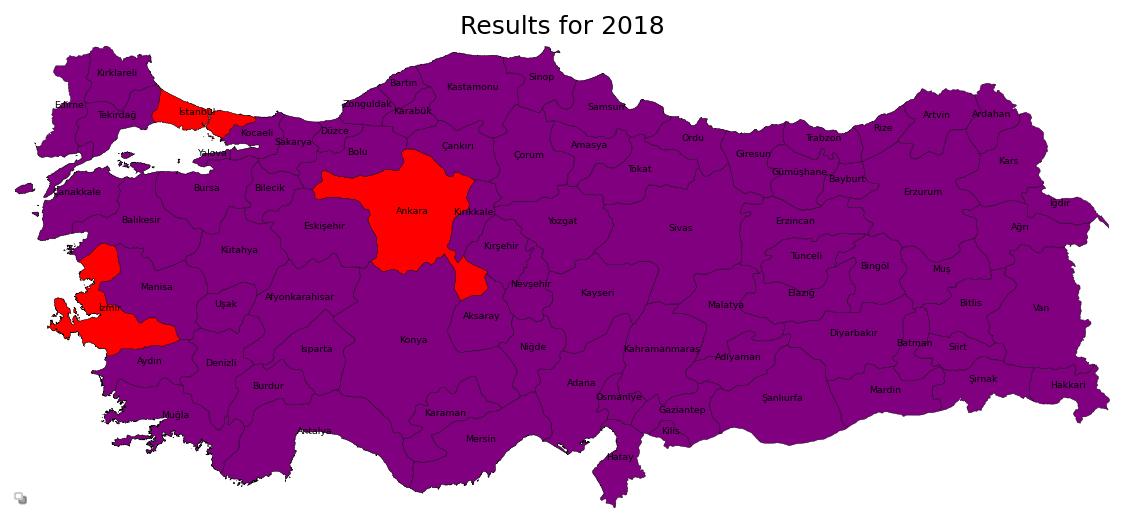 Results for 2018
Kırklareli
Edirne
Tekirdağ
İstanbul
Kocaeli
Yalova
Sakarya
Düzce
Zonguldak
Bartın
Karabük
Kastamonu
Sinop
Samsun
Ordu
Giresun
Trabzon
Rize
Artvin
Ardahan
Kars
Iğdır
Ağrı
Erzurum
Bayburt
Gümüşhane
Tokat
Amasya
Çorum
Çankırı
Bolu
Bilecik
Bursa
Çanakkale
Balıkesir
Kütahya
Eskişehir
Ankara
Kırıkkale
Kırşehir
Yozgat
Sivas
Erzincan
Tunceli
Bingöl
Muş
Bitlis
Van
Elazığ
Malatya
Kayseri
Nevşehir
Aksaray
Niğde
Konya
Afyonkarahisar
Uşak
Manisa
İzmir
Aydın
Denizli
Isparta
Burdur
Muğla
Antalya
Karaman
Mersin
Adana
Osmaniye
Kahramanmaraş
Adıyaman
Diyarbakır
Batman
Siirt
Şırnak
Hakkari
Mardin
Şanlıurfa
Gaziantep
Kilis
Hatay